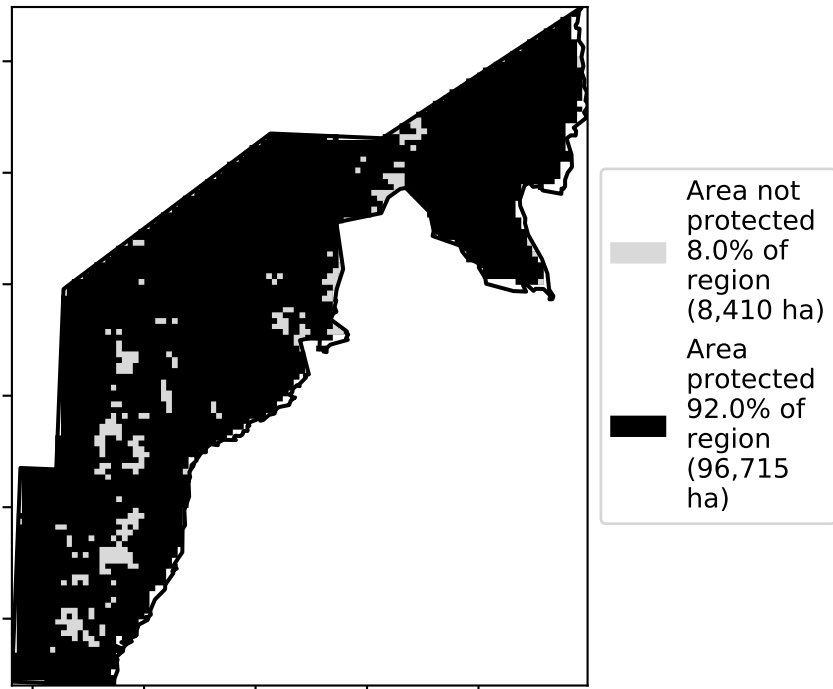 Area not
protected
8.0% of
region
(8,410 ha)
Area
protected
92.0% of
region
(96,715
ha)